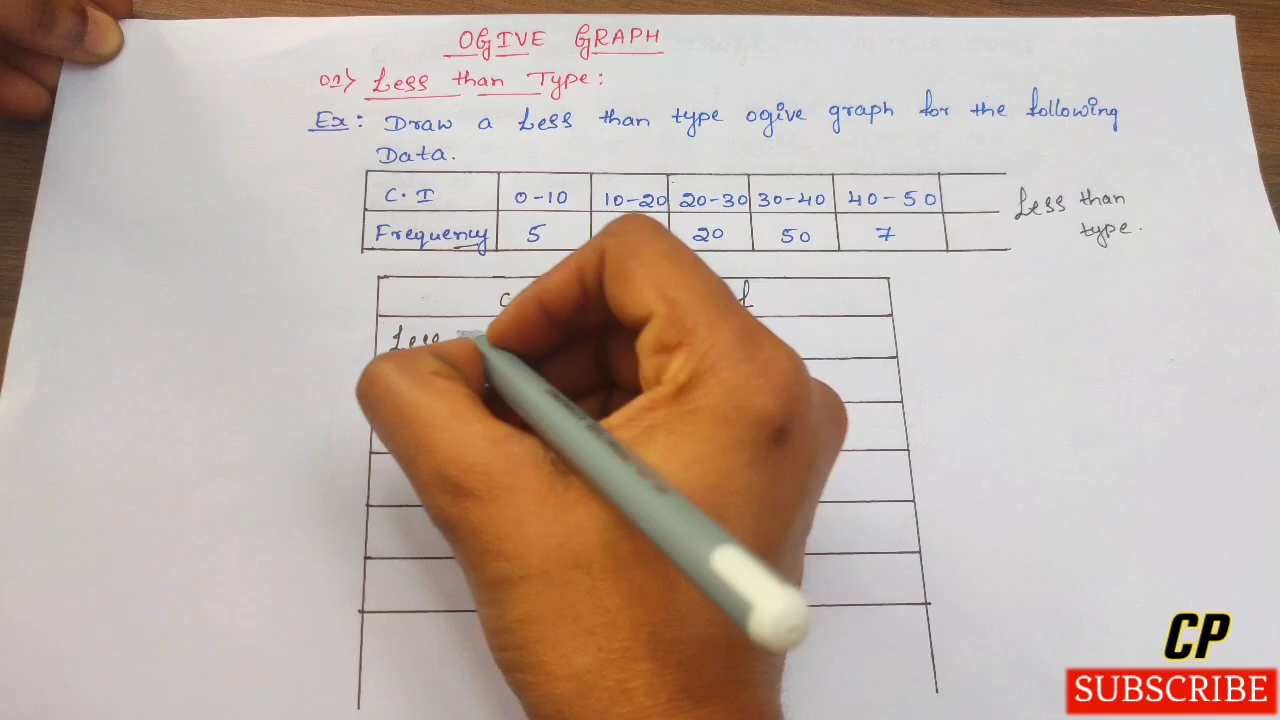 OGIVE GRAPH
01) Less than Type:
Ex: Draw a Less than type ogive graph for the following
Data.
C.I 0-10 10-20 20-30 30-40 40-50
Less than
Frequency 5 20 50 7
type.
Less
CP
SUBSCRIBE